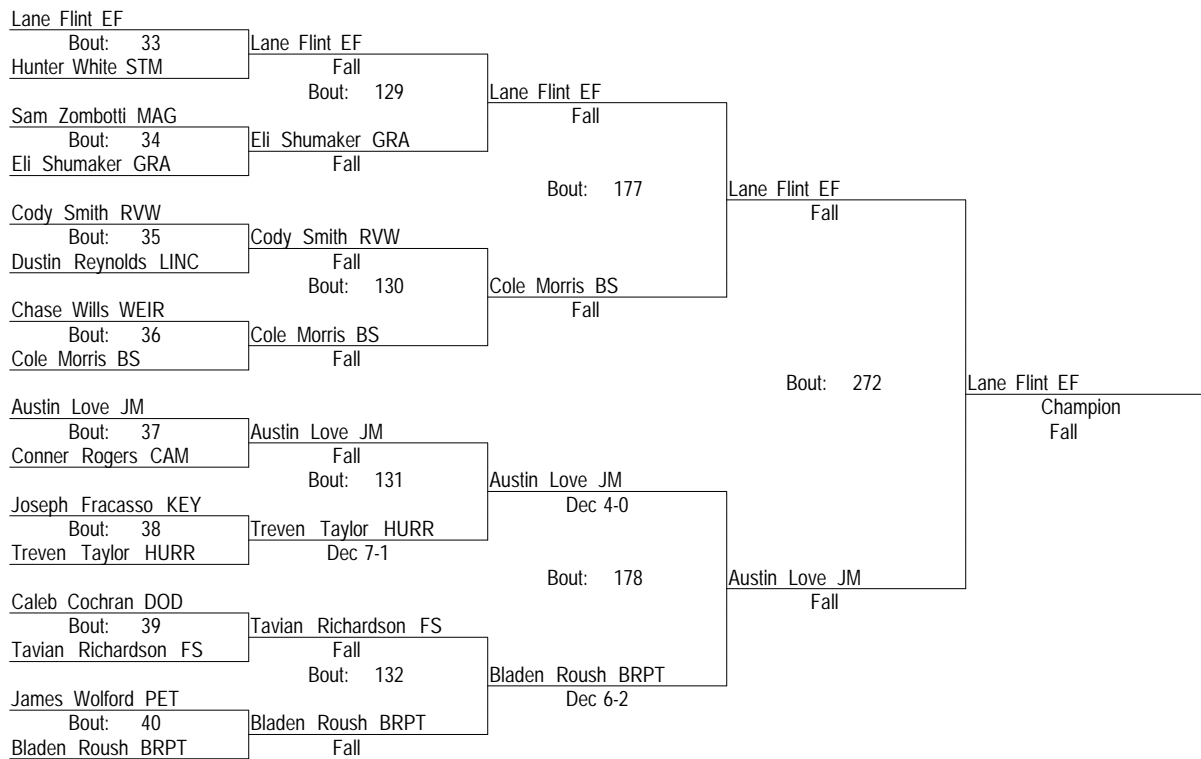 Lane Flint EF
Bout: 33
Hunter White STM
Lane Flint EF
Fall
Bout: 129
Sam Zombotti MAG
Bout: 34
Eli Shumaker GRA
Eli Shumaker GRA
Fall
Lane Flint EF
Fall
Bout: 177
Cody Smith RVW
Bout: 35
Dustin Reynolds LINC
Cody Smith RVW
Fall
Bout: 130
Chase Wills WEIR
Bout: 36
Cole Morris BS
Cole Morris BS
Fall
Cole Morris BS
Fall
Lane Flint EF
Fall
Bout: 272
Lane Flint EF
Champion
Fall
Austin Love JM
Bout: 37
Conner Rogers CAM
Austin Love JM
Fall
Bout: 131
Joseph Fracasso KEY
Bout: 38
Treven Taylor HURR
Treven Taylor HURR
Dec 7-1
Austin Love JM
Dec 4-0
Bout: 178
Austin Love JM
Fall
Caleb Cochran DOD
Bout: 39
Tavian Richardson FS
Tavian Richardson FS
Fall
Bout: 132
James Wolford PET
Bout: 40
Bladen Roush BRPT
Bladen Roush BRPT
Fall
Bladen Roush BRPT
Dec 6-2